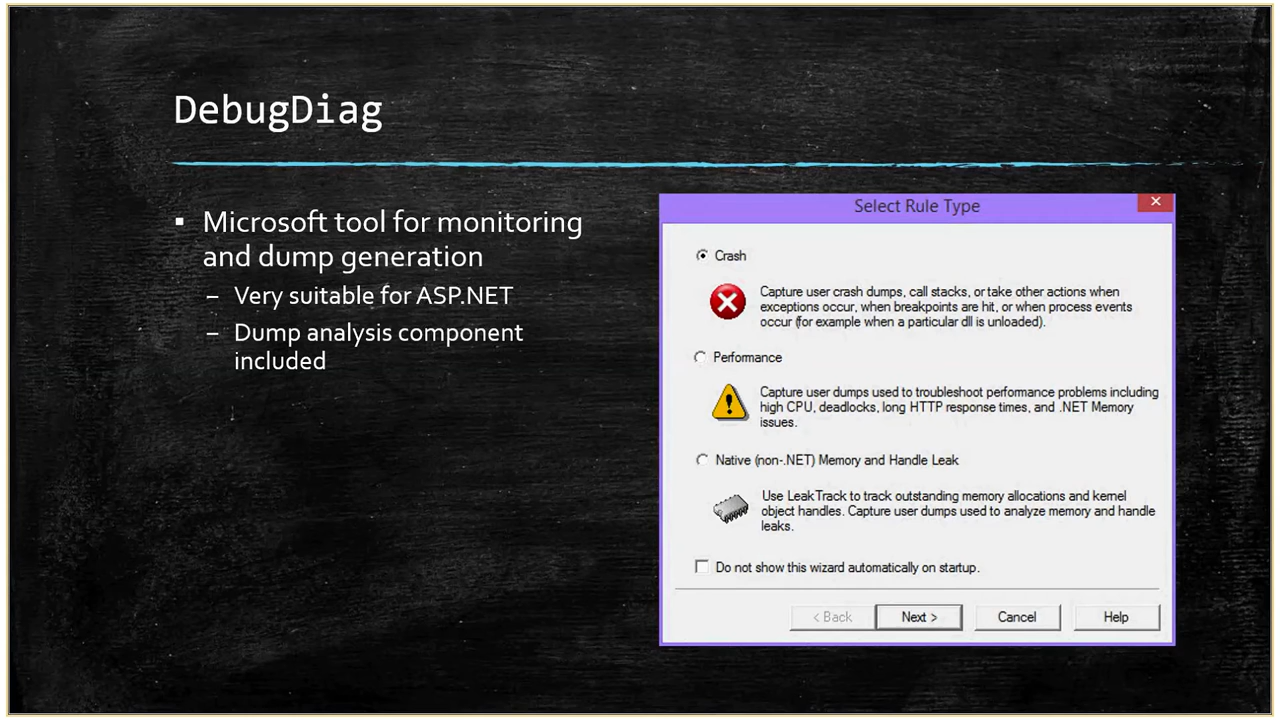 DebugDiag
▪ Microsoft tool for monitoring
and dump generation
– Very suitable for ASP.NET
– Dump analysis component
included
Select Rule Type
Crash
Capture user crash dumps, call stacks, or take other actions when
exceptions occur, when breakpoints are hit, or when process events
occur (for example when a particular dll is unloaded).
Performance
Capture user dumps used to troubleshoot performance problems including
high CPU, deadlocks, long HTTP response times, and .NET Memory
issues.
Native (non-.NET) Memory and Handle Leak
Use LeakTrack to track outstanding memory allocations and kernel
object handles. Capture user dumps used to analyze memory and handle
leaks.
Do not show this wizard automatically on startup.
< Back Next > Cancel Help